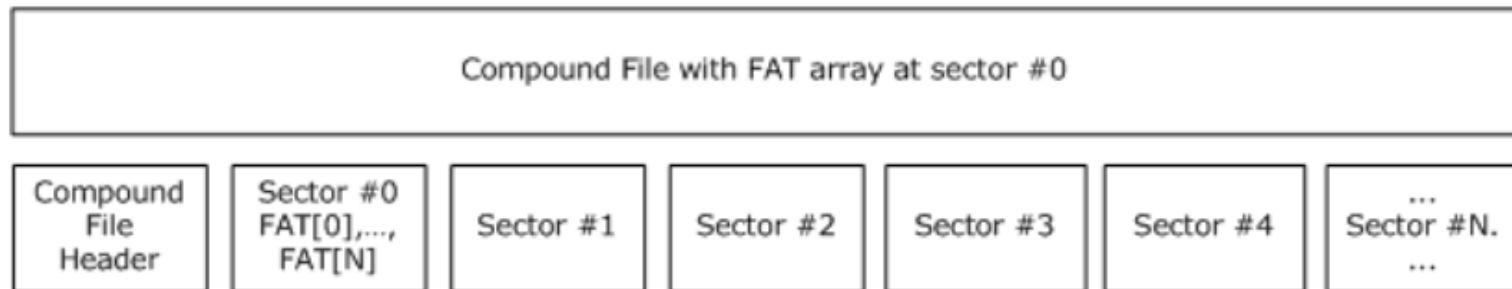 Compound File with FAT array at sector #0
Compound
File
Header
Sector #0
FAT[0],...,
FAT[N]
Sector #1
Sector #2
Sector #3
Sector #4
...
Sector #N.
...